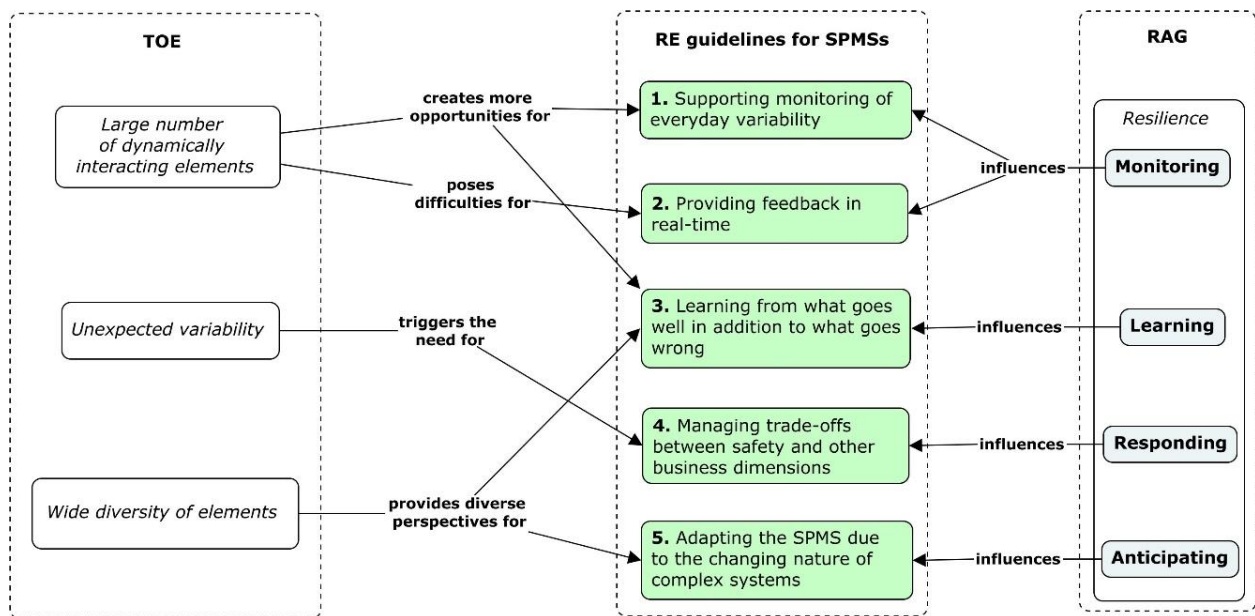 TOE
Large number
of dynamically
interacting elements
Unexpected variability
Wide diversity of elements
creates more
opportunities for
poses
difficulties for
triggers the
need for
provides diverse
perspectives for
RE guidelines for SPMSs
1. Supporting monitoring of
everyday variability
2. Providing feedback in
real-time
3. Learning from what goes
well in addition to what goes
wrong
4. Managing trade-offs
between safety and other
business dimensions
5. Adapting the SPMS due
to the changing nature of
complex systems
influences
influences
influences
influences
RAG
Resilience
Monitoring
Learning
Responding
Anticipating